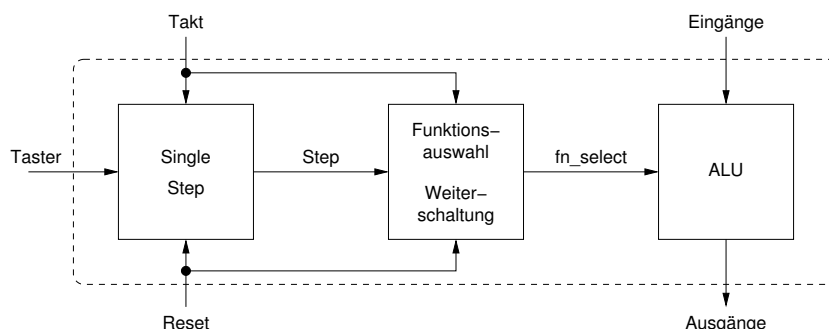 Takt
Eingänge
Taster
Single
Step
Step
Funktions−
auswahl
Weiter−
schaltung
fn_select
ALU
Reset
Ausgänge